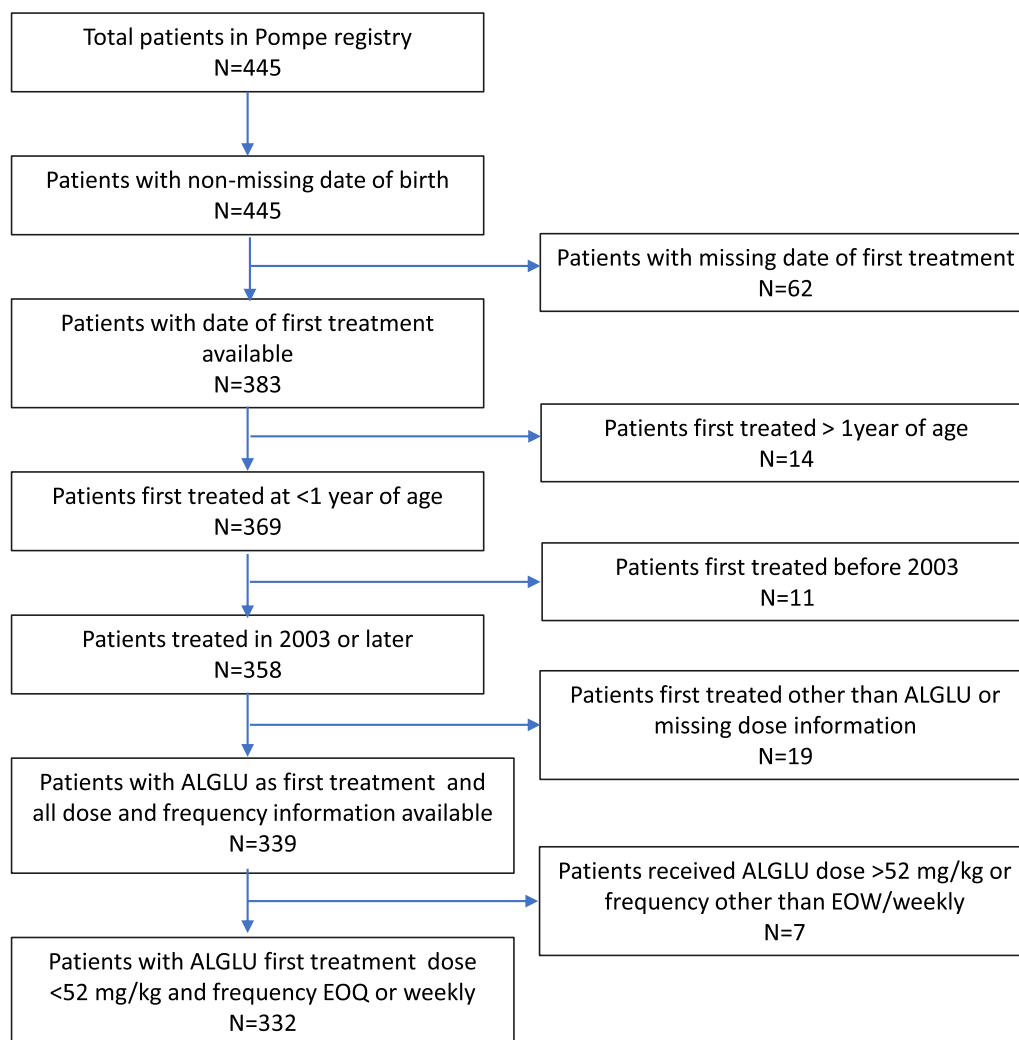 Total patients in Pompe registry
N=445
Patients with non-missing date of birth
N=445
Patients with missing date of first treatment
N=62
Patients with date of first treatment
available
N=383
Patients first treated > 1year of age
N=14
Patients first treated at <1 year of age
N=369
Patients first treated before 2003
N=11
Patients treated in 2003 or later
N=358
Patients first treated other than ALGLU or
missing dose information
N=19
Patients with ALGLU as first treatment  and
all dose and frequency information available
N=339
Patients received ALGLU dose >52 mg/kg or
frequency other than EOW/weekly
N=7
Patients with ALGLU first treatment  dose
<52 mg/kg and frequency EOQ or weekly
N=332